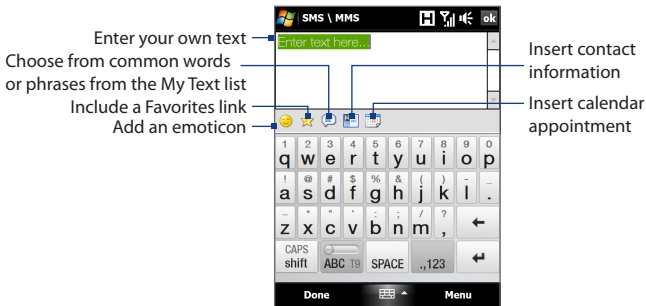 SMS \ MMS H ok
Enter your own text
Enter text here...
Choose from common words
or phrases from the My Text list
Include a Favorites link
Add an emoticon
Insert contact
information
Insert calendar
appointment
1 2 3 4 5 6 7 8 9 0
q w e r t y u i o p
! @ # $ % & ( ) - _
a s d f g h j k l .
~ * " ' : ; / ?
z x c v b n m , ←
CAPS
shift ABC T9 SPACE .,123 ↵
Done Menu